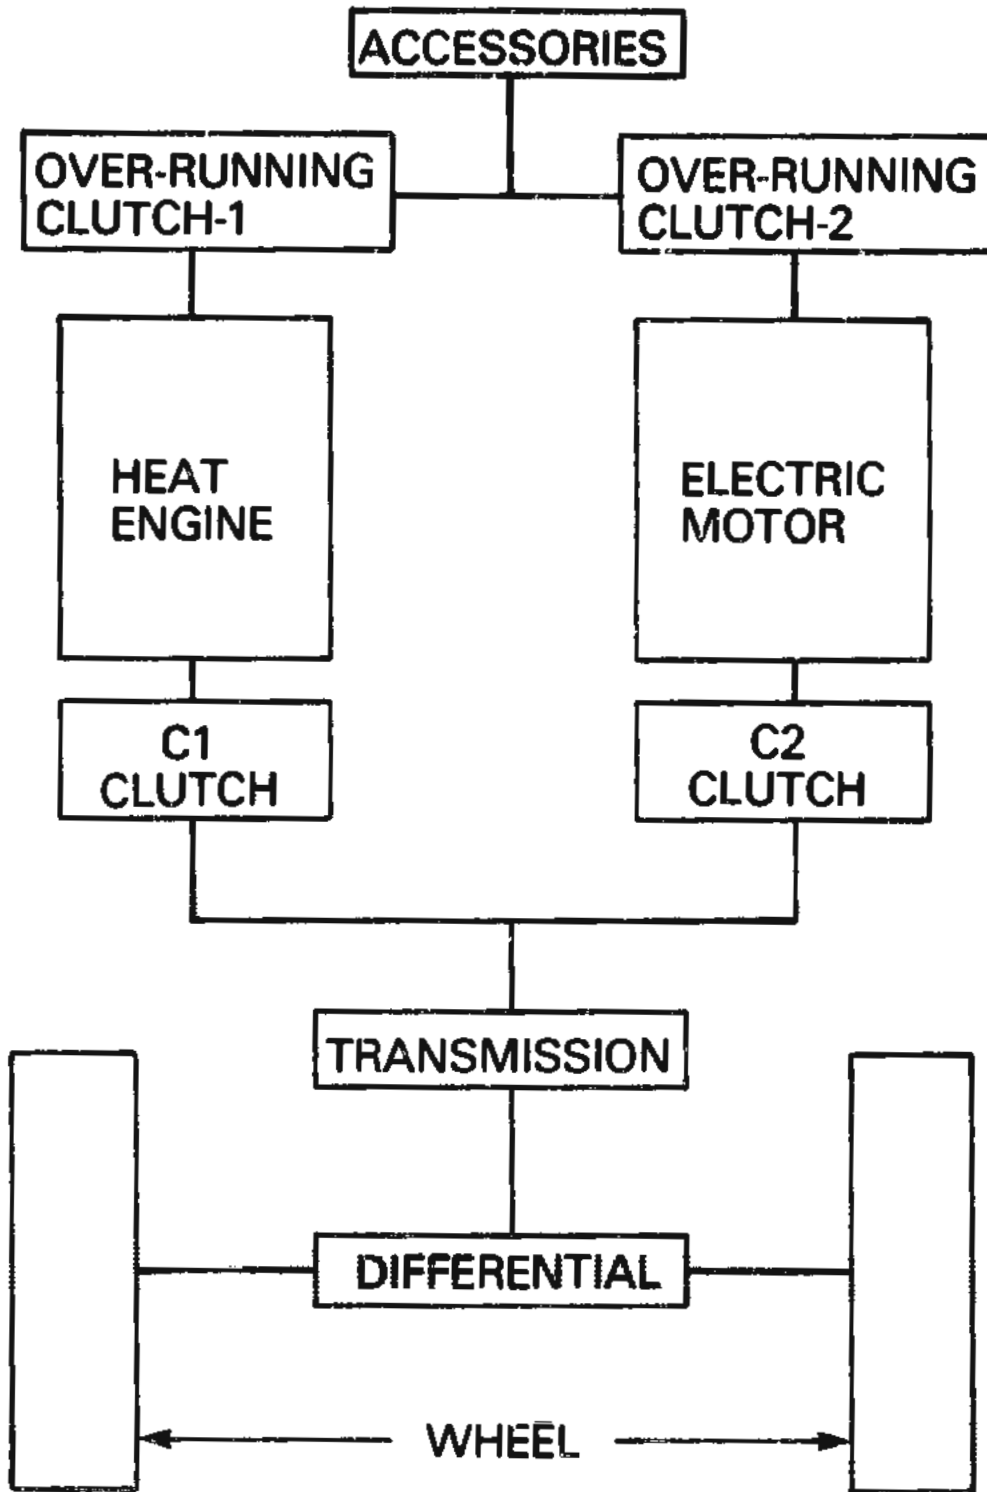 ACCESSORIES
OVER-RUNNING
CLUTCH-1
OVER-RUNNING
CLUTCH-2
HEAT
ENGINE
ELECTRIC
MOTOR
C1
CLUTCH
C2
CLUTCH
TRANSMISSION
DIFFERENTIAL
WHEEL